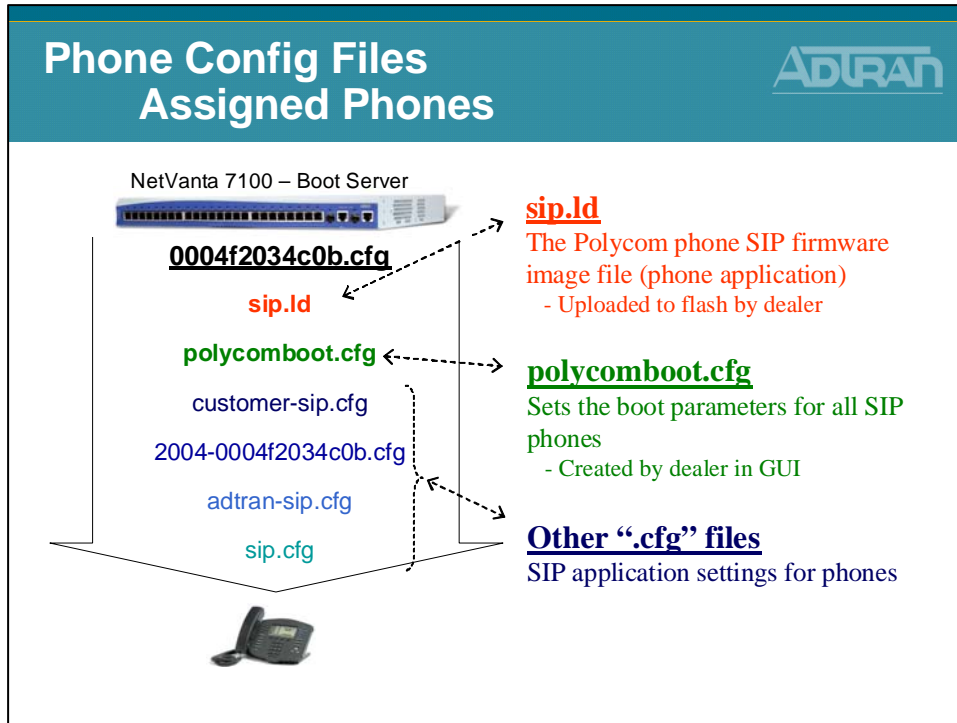 Phone Config Files
Assigned Phones
ADTRAN
NetVanta 7100 – Boot Server
0004f2034c0b.cfg
sip.ld
polycomboot.cfg
customer-sip.cfg
2004-0004f2034c0b.cfg
adtran-sip.cfg
sip.cfg
sip.ld
The Polycom phone SIP firmware
image file (phone application)
- Uploaded to flash by dealer
polycomboot.cfg
Sets the boot parameters for all SIP
phones
- Created by dealer in GUI
Other “.cfg” files
SIP application settings for phones